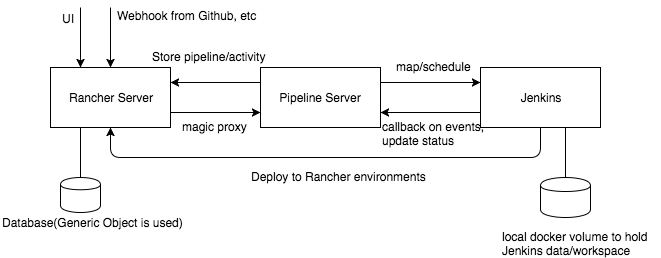 UI
Webhook from Github, etc
Store pipeline/activity
map/schedule
Rancher Server
Pipeline Server
Jenkins
magic proxy
callback on events,
update status
Deploy to Rancher environments
Database(Generic Object is used)
local docker volume to hold
Jenkins data/workspace